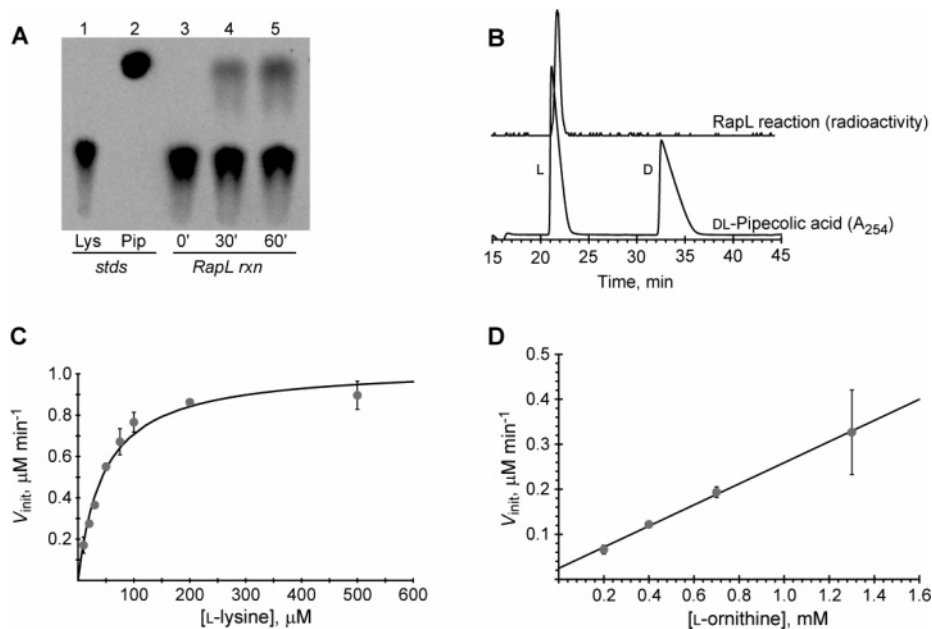 A
1 2 3 4 5
Lys Pip 0' 30' 60'
stds RapL rxn
B
RapL reaction (radioactivity)
L D
DL-Pipecolic acid (A254)
15 20 25 30 35 40 45
Time, min
C
Vinit, μM min-1
1.0
0.8
0.6
0.4
0.2
100 200 300 400 500 600
[L-lysine], μM
D
Vinit, μM min-1
0.5
0.4
0.3
0.2
0.1
0.2 0.4 0.6 0.8 1.0 1.2 1.4 1.6
[L-ornithine], mM